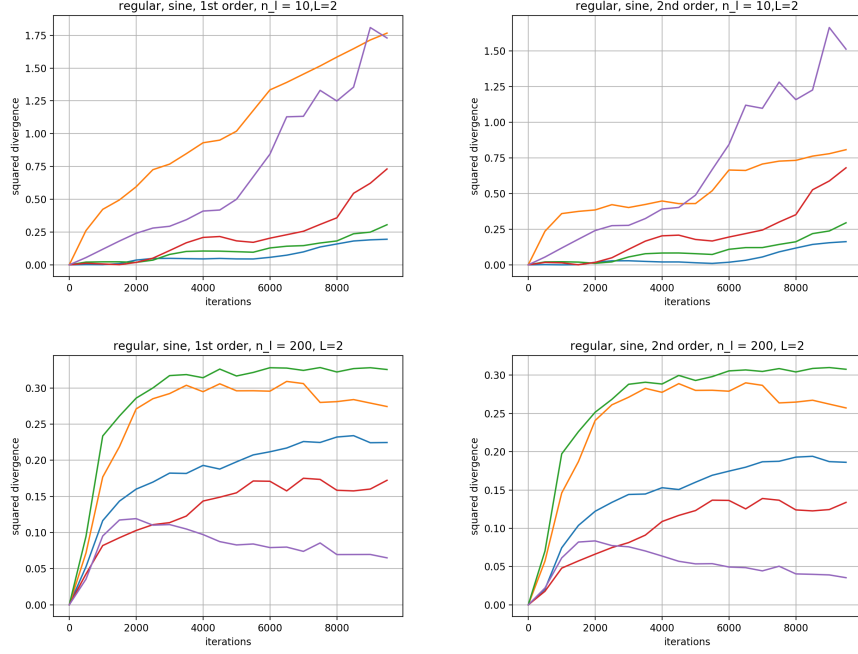 regular, sine, 1st order, n_l = 10,L=2
1.75
1.50
1.25
1.00
0.75
0.50
0.25
0.00
squared divergence
0 2000 4000 6000 8000
iterations
regular, sine, 2nd order, n_l = 10,L=2
1.50
1.25
1.00
0.75
0.50
0.25
0.00
squared divergence
0 2000 4000 6000 8000
iterations
regular, sine, 1st order, n_l = 200, L=2
0.30
0.25
0.20
0.15
0.10
0.05
0.00
squared divergence
0 2000 4000 6000 8000
iterations
regular, sine, 2nd order, n_l = 200, L=2
0.30
0.25
0.20
0.15
0.10
0.05
0.00
squared divergence
0 2000 4000 6000 8000
iterations